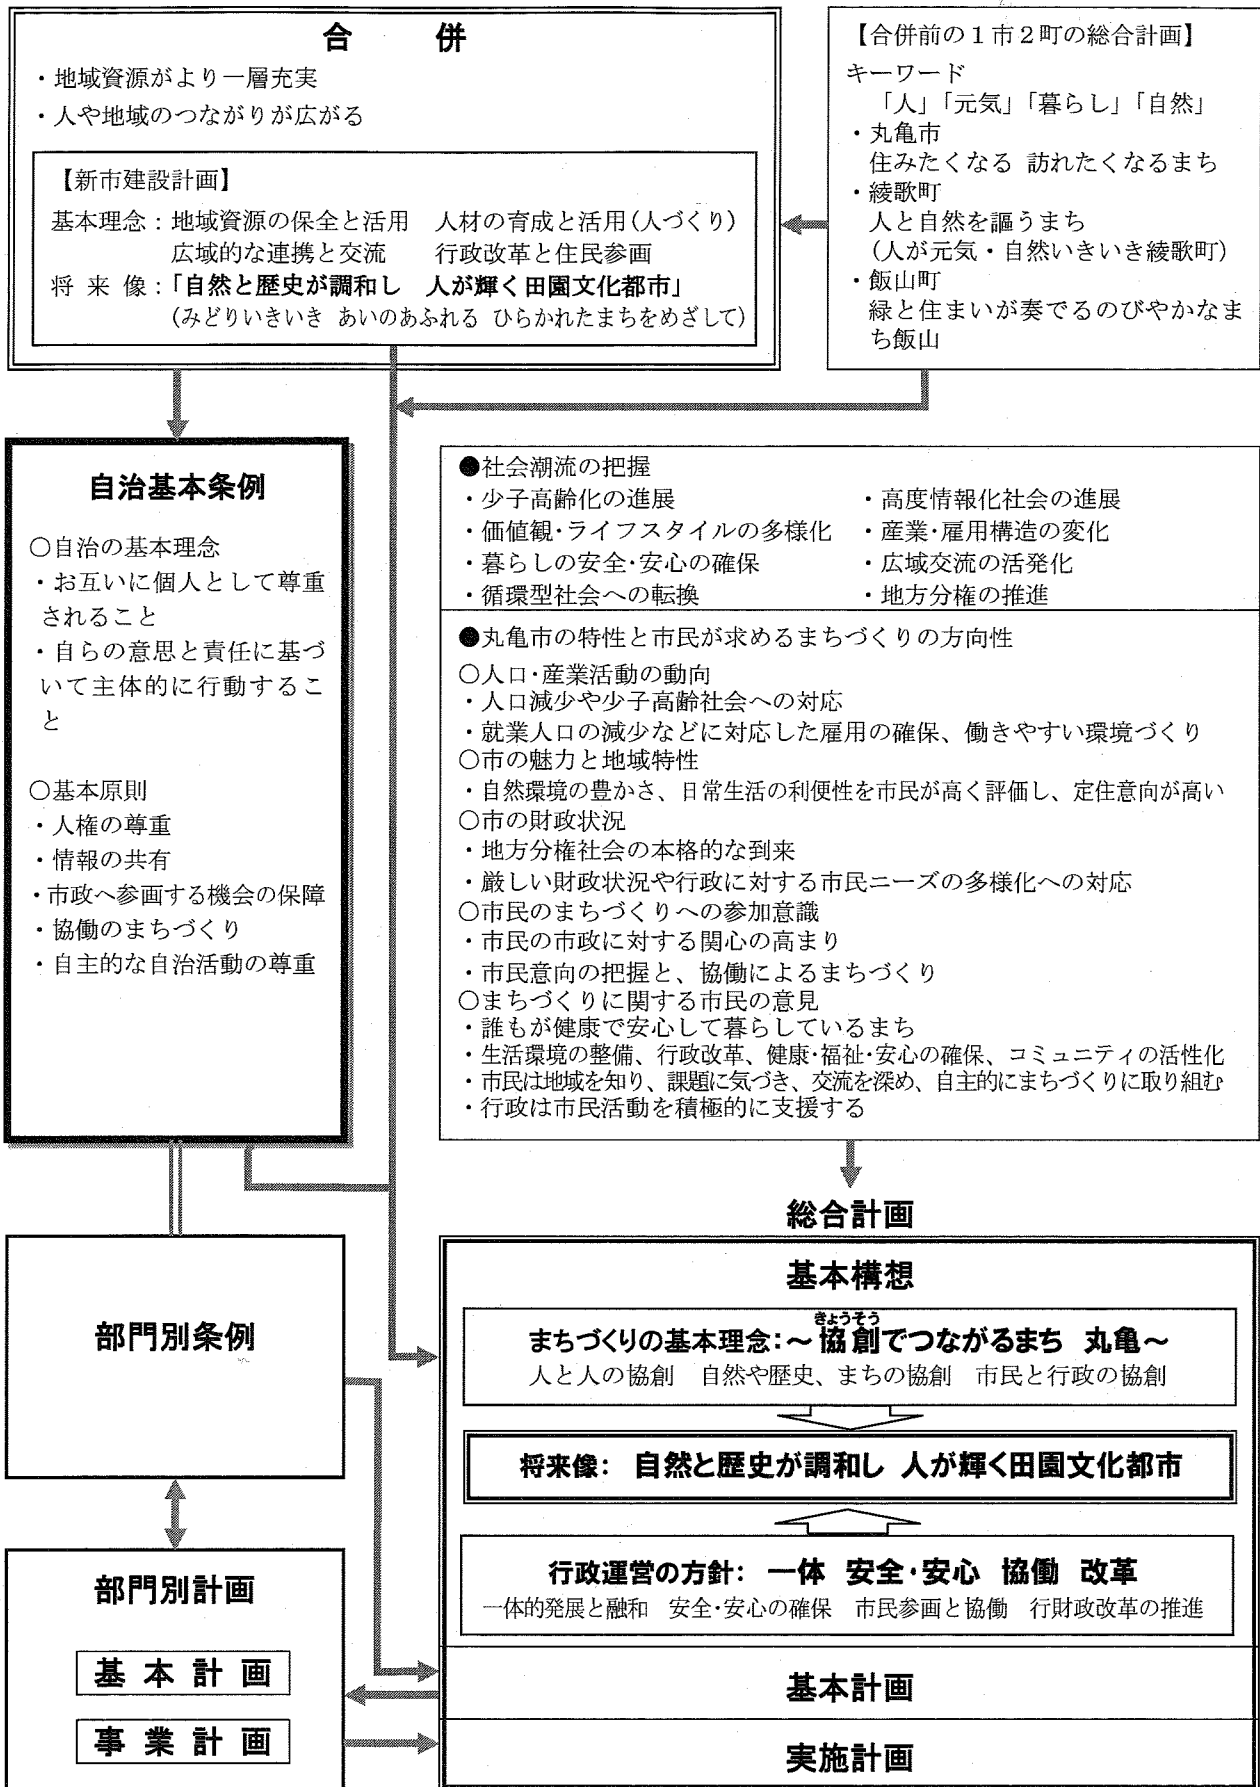 合　併
・地域資源がより一層充実
・人や地域のつながりが広がる
【新市建設計画】
基本理念：地域資源の保全と活用　人材の育成と活用(人づくり)
広域的な連携と交流　行政改革と住民参画
将 来 像：「自然と歴史が調和し　人が輝く田園文化都市」
(みどりいきいき あいのあふれる ひらかれたまちをめざして)
【合併前の１市２町の総合計画】
キーワード
「人」「元気」「暮らし」「自然」
・丸亀市
住みたくなる 訪れたくなるまち
・綾歌町
人と自然を謳うまち
(人が元気・自然いきいき綾歌町)
・飯山町
緑と住まいが奏でるのびやかなま
ち飯山
自治基本条例
○自治の基本理念
・お互いに個人として尊重
されること
・自らの意思と責任に基づ
いて主体的に行動するこ
と
○基本原則
・人権の尊重
・情報の共有
・市政へ参画する機会の保障
・協働のまちづくり
・自主的な自治活動の尊重
●社会潮流の把握
・少子高齢化の進展　・高度情報化社会の進展
・価値観・ライフスタイルの多様化　・産業・雇用構造の変化
・暮らしの安全・安心の確保　・広域交流の活発化
・循環型社会への転換　・地方分権の推進
●丸亀市の特性と市民が求めるまちづくりの方向性
○人口・産業活動の動向
・人口減少や少子高齢社会への対応
・就業人口の減少などに対応した雇用の確保、働きやすい環境づくり
○市の魅力と地域特性
・自然環境の豊かさ、日常生活の利便性を市民が高く評価し、定住意向が高い
○市の財政状況
・地方分権社会の本格的な到来
・厳しい財政状況や行政に対する市民ニーズの多様化への対応
○市民のまちづくりへの参加意識
・市民の市政に対する関心の高まり
・市民意向の把握と、協働によるまちづくり
○まちづくりに関する市民の意見
・誰もが健康で安心して暮らしているまち
・生活環境の整備、行政改革、健康・福祉・安心の確保、コミュニティの活性化
・市民は地域を知り、課題に気づき、交流を深め、自主的にまちづくりに取り組む
・行政は市民活動を積極的に支援する
総合計画
基本構想
きょうそう
まちづくりの基本理念：～協創でつながるまち 丸亀～
人と人の協創　自然や歴史、まちの協創　市民と行政の協創
将来像： 自然と歴史が調和し 人が輝く田園文化都市
行政運営の方針： 一体 安全・安心 協働 改革
一体的発展と融和　安全・安心の確保　市民参画と協働　行財政改革の推進
基本計画
実施計画
部門別条例
部門別計画
基 本 計 画
事 業 計 画